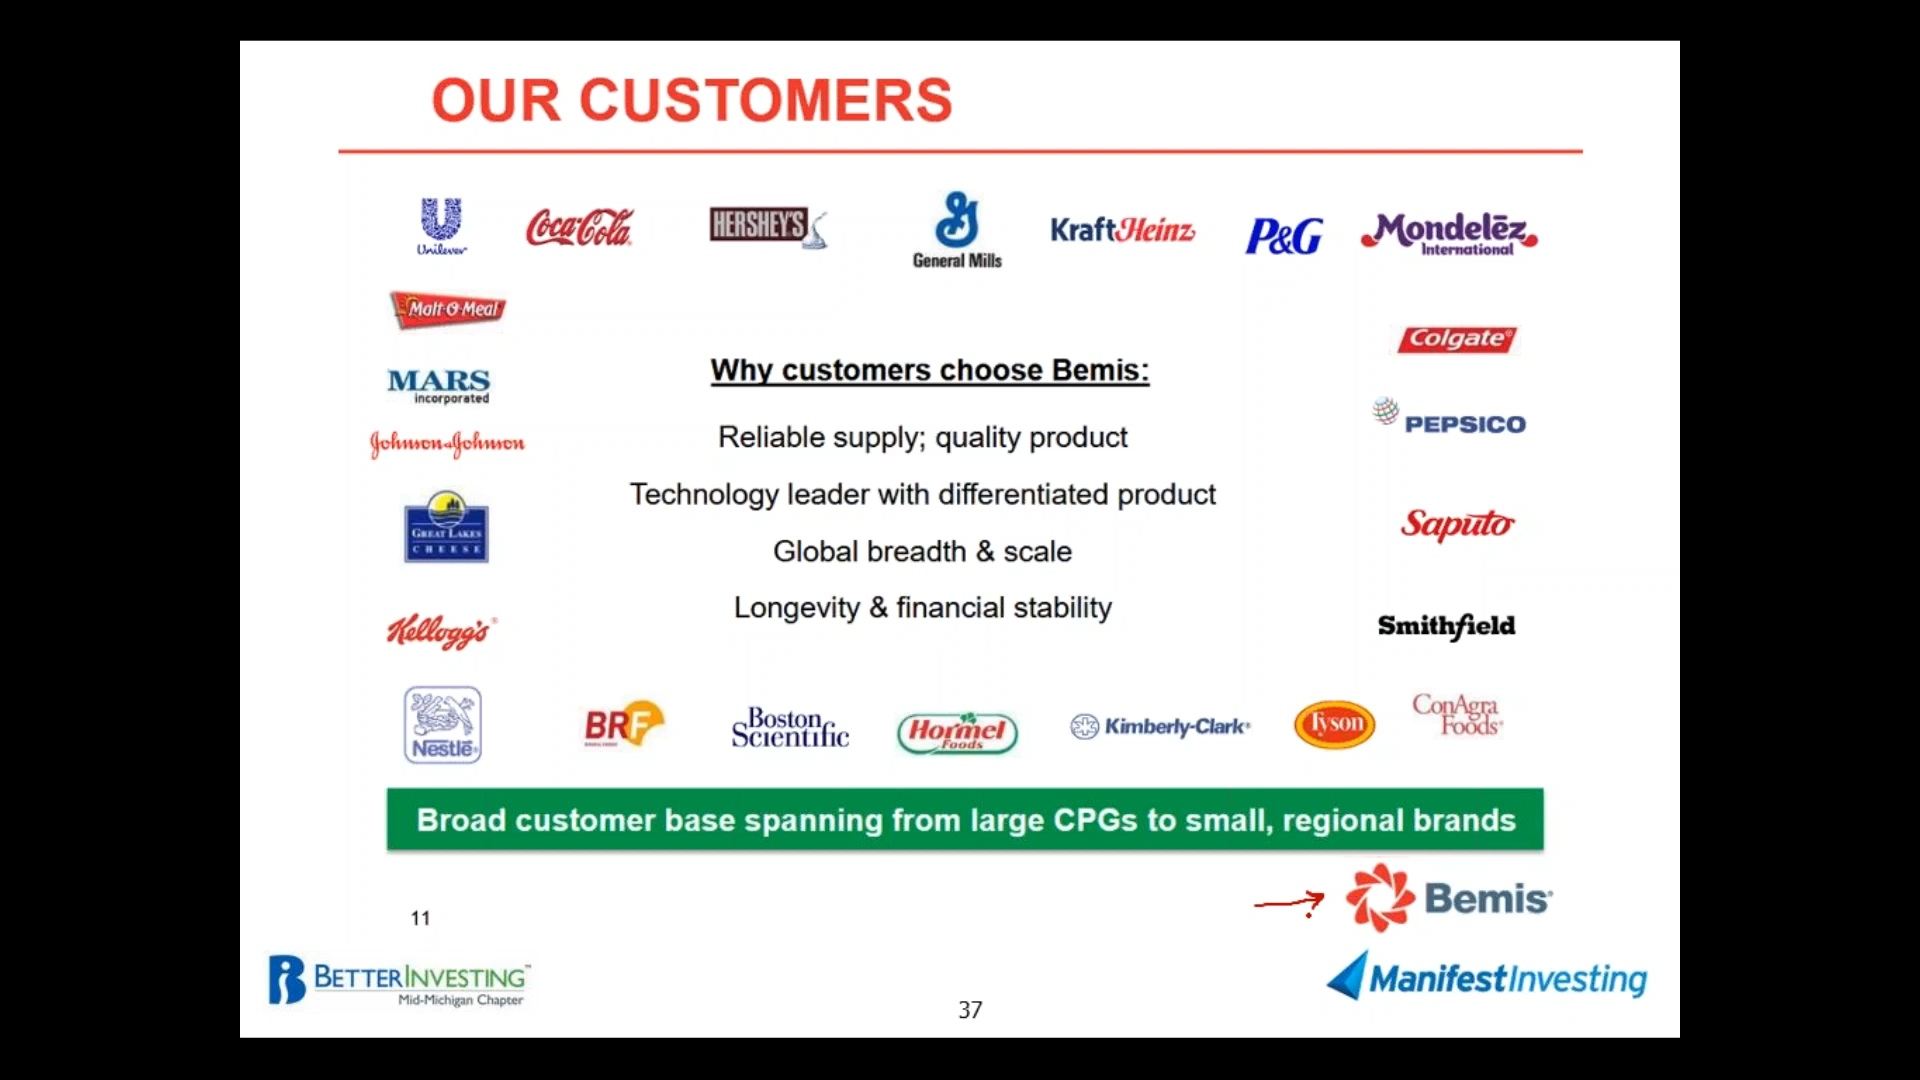 OUR CUSTOMERS
Unilever
Coca-Cola
HERSHEY'S
General Mills
KraftHeinz
P&G
Mondelēz
International
Malt-O-Meal
Colgate®
MARS
incorporated
PEPSICO
Johnson&Johnson
GREAT LAKES
CHEESE
Saputo
Kellogg's®
Smithfield
Why customers choose Bemis:
Reliable supply; quality product
Technology leader with differentiated product
Global breadth & scale
Longevity & financial stability
Nestlé®
BRF
Boston
Scientific
Hormel
Foods
Kimberly-Clark®
Tyson
ConAgra
Foods®
Broad customer base spanning from large CPGs to small, regional brands
Bemis®
11
BETTERINVESTING™
Mid-Michigan Chapter
37
ManifestInvesting